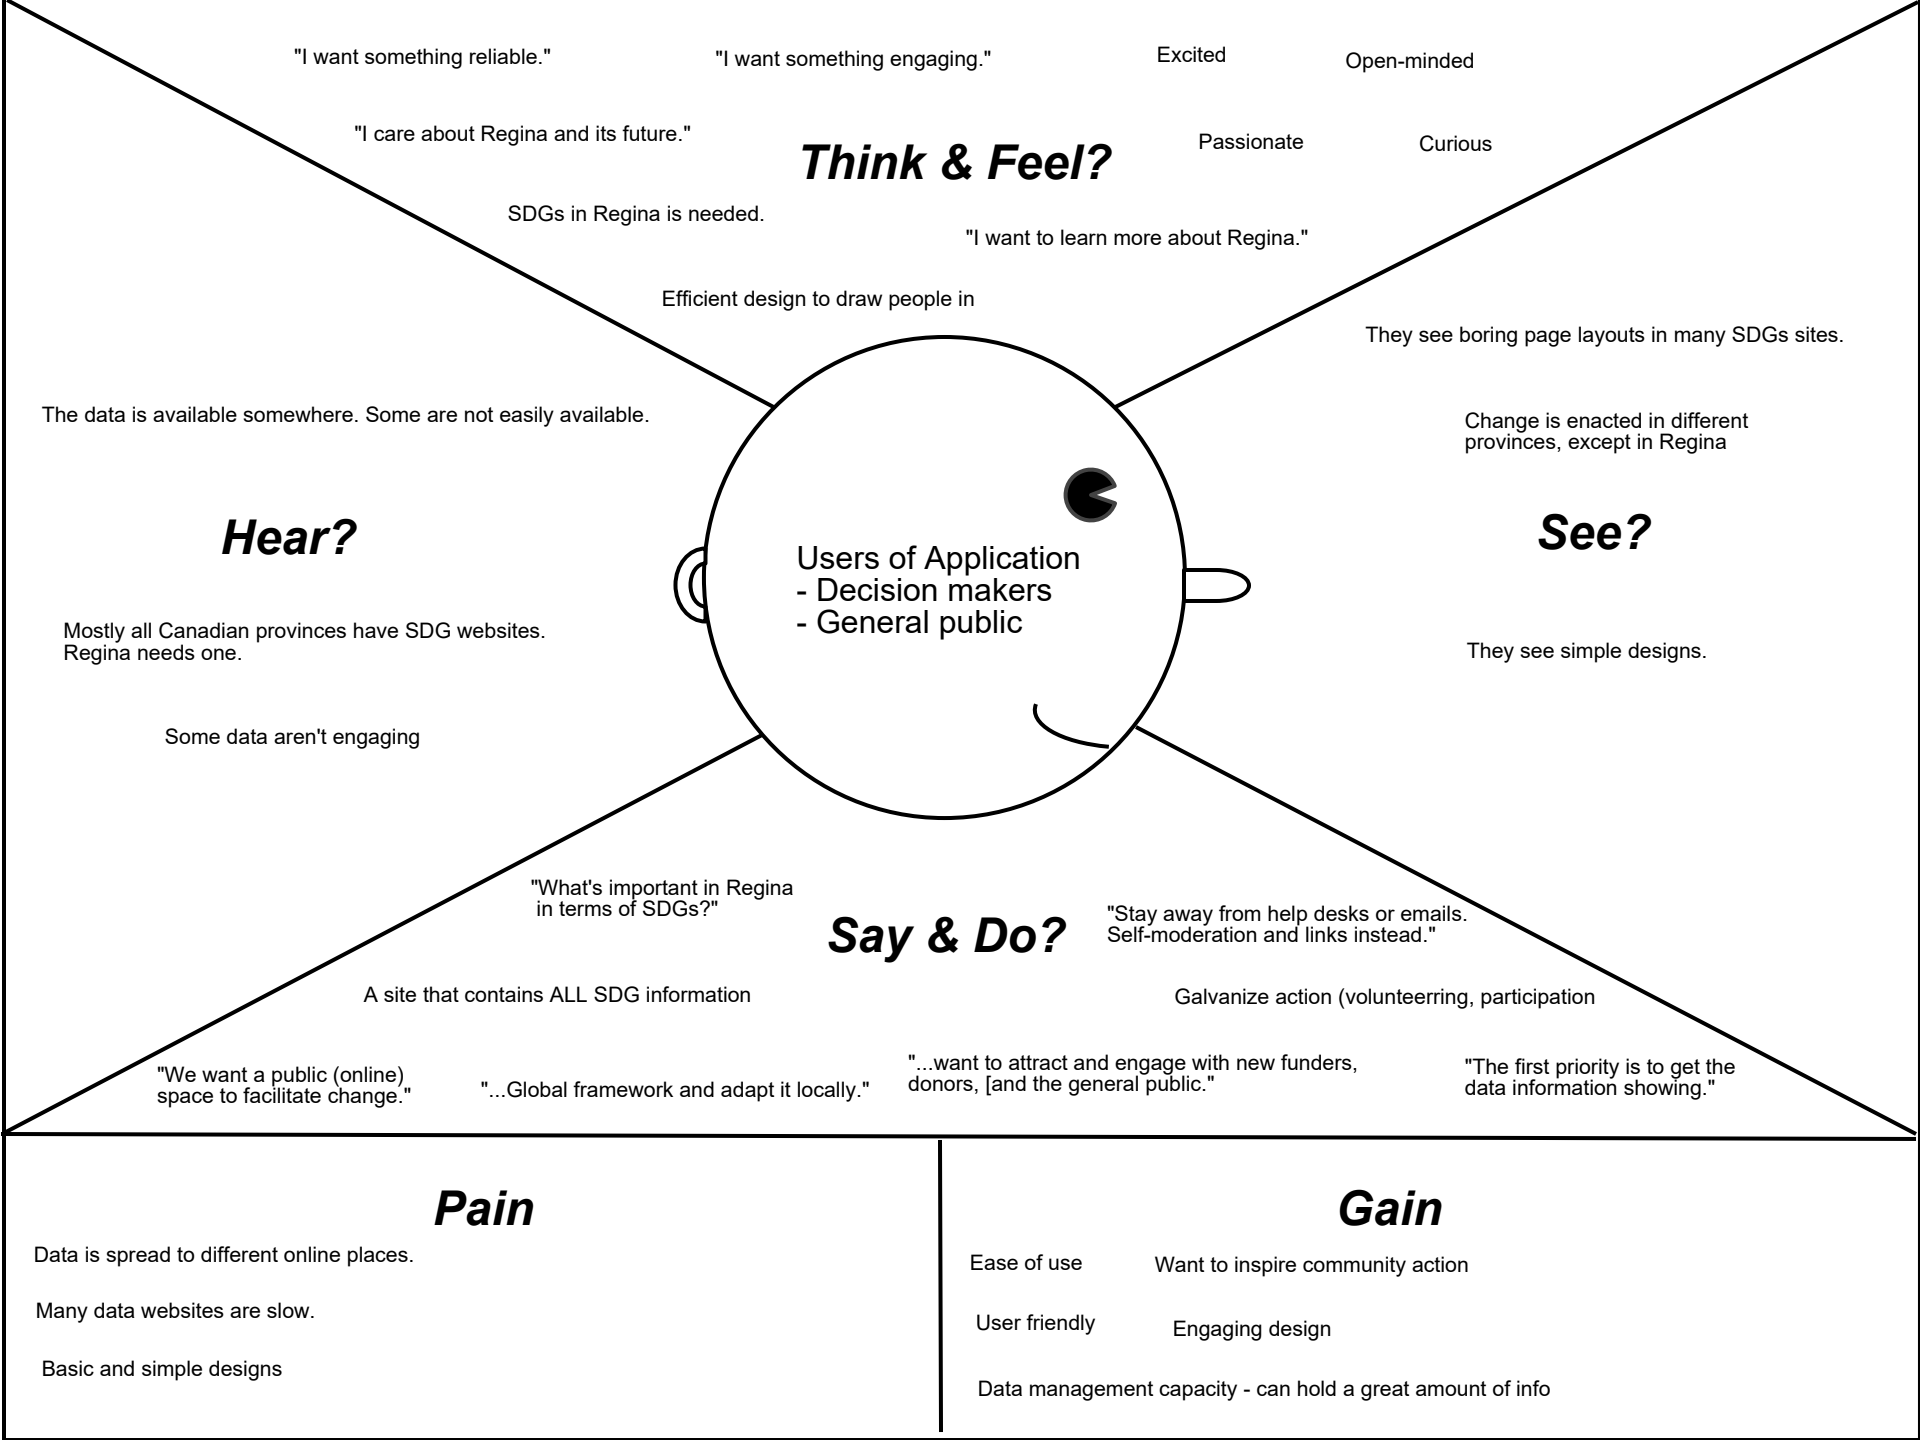 "I want something reliable."
"I want something engaging."
Excited
Open-minded
"I care about Regina and its future."
Think & Feel?
Passionate
Curious
SDGs in Regina is needed.
"I want to learn more about Regina."
Efficient design to draw people in
The data is available somewhere. Some are not easily available.
Hear?
Mostly all Canadian provinces have SDG websites.
Regina needs one.
Some data aren't engaging
Users of Application
- Decision makers
- General public
They see boring page layouts in many SDGs sites.
Change is enacted in different
provinces, except in Regina
See?
They see simple designs.
"What's important in Regina
in terms of SDGs?"
Say & Do?
"Stay away from help desks or emails.
Self-moderation and links instead."
A site that contains ALL SDG information
Galvanize action (volunteerring, participation
"We want a public (online)
space to facilitate change."
"...Global framework and adapt it locally."
"...want to attract and engage with new funders,
donors, [and the general public."
"The first priority is to get the
data information showing."
Pain
Data is spread to different online places.
Many data websites are slow.
Basic and simple designs
Gain
Ease of use
Want to inspire community action
User friendly
Engaging design
Data management capacity - can hold a great amount of info